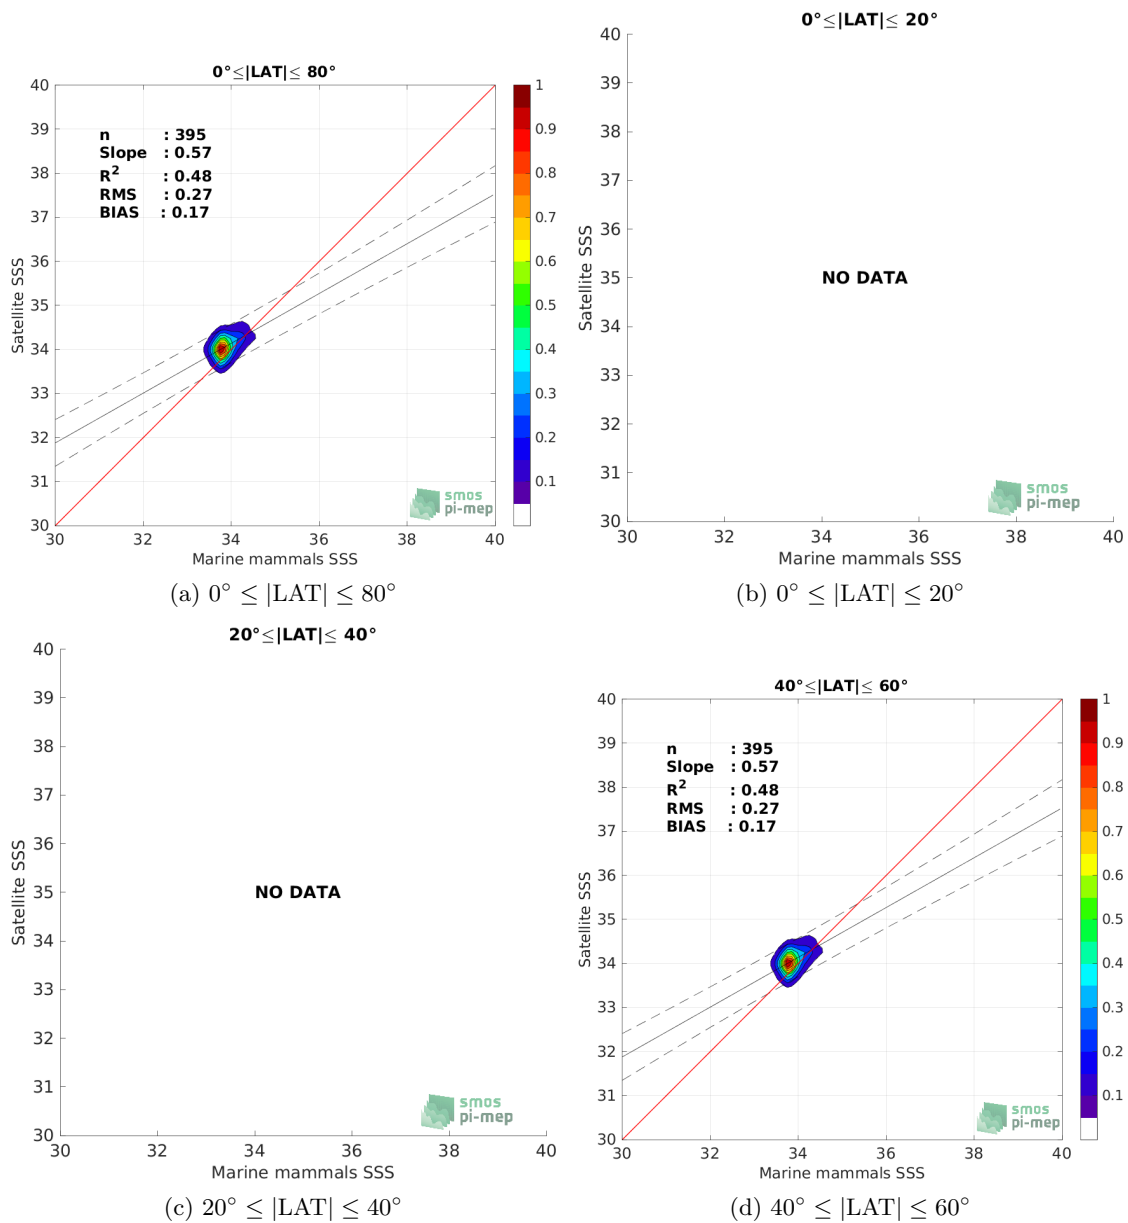 0°≤|LAT|≤ 80°
40
39
38
37
36
35
34
33
32
31
30
Satellite SSS
n : 395
Slope : 0.57
R² : 0.48
RMS : 0.27
BIAS : 0.17
smos
pi-mep
30 32 34 36 38 40
Marine mammals SSS
1
0.9
0.8
0.7
0.6
0.5
0.4
0.3
0.2
0.1
(a) 0° ≤ |LAT| ≤ 80°
0°≤|LAT|≤ 20°
40
39
38
37
36
35
34
33
32
31
30
Satellite SSS
NO DATA
smos
pi-mep
30 32 34 36 38 40
Marine mammals SSS
(b) 0° ≤ |LAT| ≤ 20°
20°≤|LAT|≤ 40°
40
39
38
37
36
35
34
33
32
31
30
Satellite SSS
NO DATA
smos
pi-mep
30 32 34 36 38 40
Marine mammals SSS
(c) 20° ≤ |LAT| ≤ 40°
40°≤|LAT|≤ 60°
40
39
38
37
36
35
34
33
32
31
30
Satellite SSS
n : 395
Slope : 0.57
R² : 0.48
RMS : 0.27
BIAS : 0.17
smos
pi-mep
30 32 34 36 38 40
Marine mammals SSS
1
0.9
0.8
0.7
0.6
0.5
0.4
0.3
0.2
0.1
(d) 40° ≤ |LAT| ≤ 60°